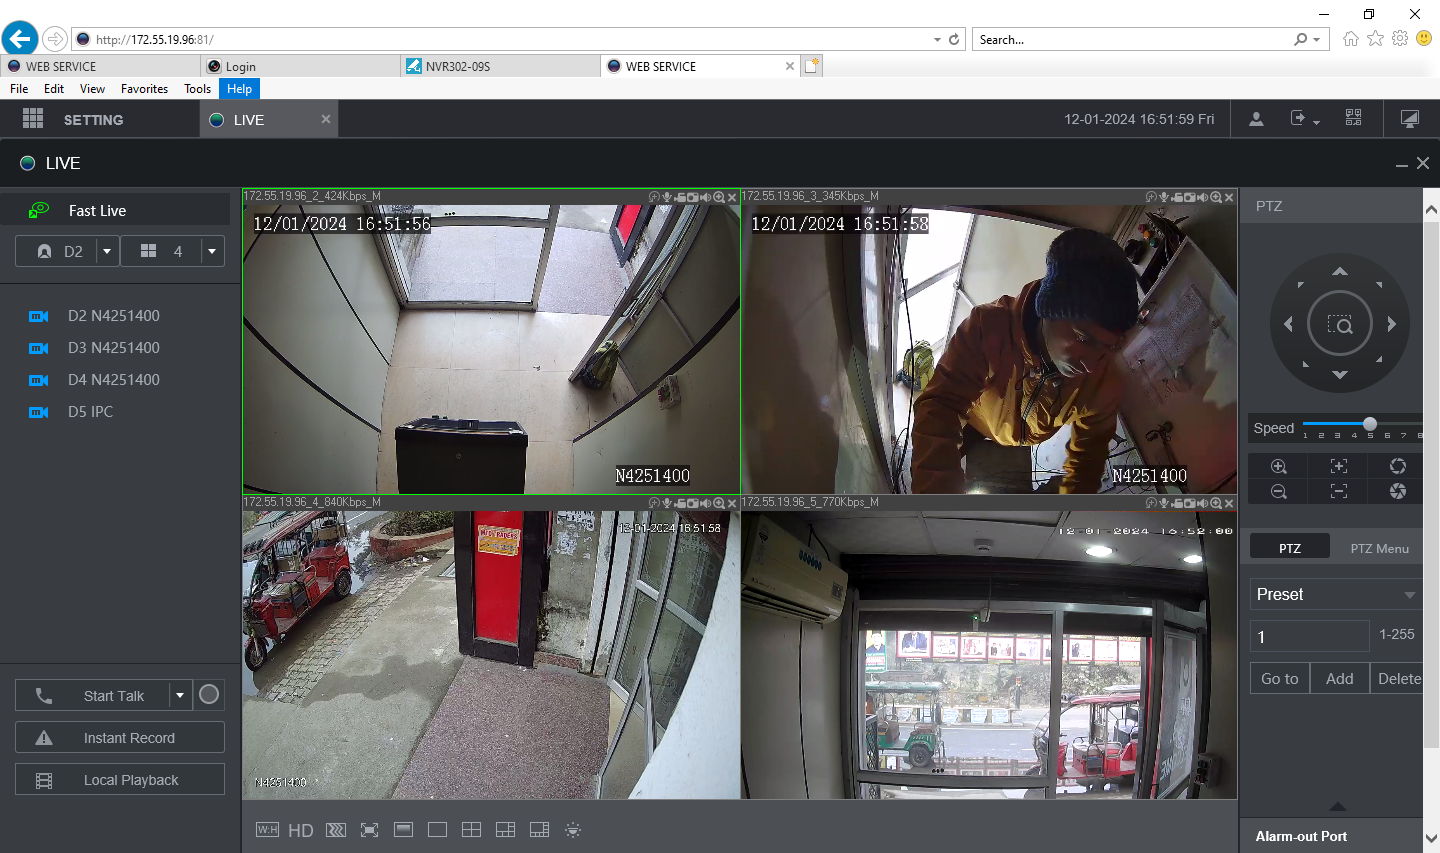 http://172.55.19.96:81/
Search...
WEB SERVICE
Login
NVR302-09S
WEB SERVICE
File Edit View Favorites Tools Help
SETTING
LIVE
12-01-2024 16:51:59 Fri
LIVE
Fast Live
D2
4
D2 N4251400
D3 N4251400
D4 N4251400
D5 IPC
Start Talk
Instant Record
Local Playback
172.55.19.96_2_424Kbps_M
12/01/2024 16:51:56
N4251400
172.55.19.96_3_345Kbps_M
12/01/2024 16:51:58
N4251400
172.55.19.96_4_840Kbps_M
12-01-2024 16:51:58
N4251400
172.55.19.96_5_770Kbps_M
12-01-2024 16:52:00
W:H HD
PTZ
Speed
1 2 3 4 5 6 7 8
PTZ PTZ Menu
Preset
1 1-255
Go to Add Delete
Alarm-out Port